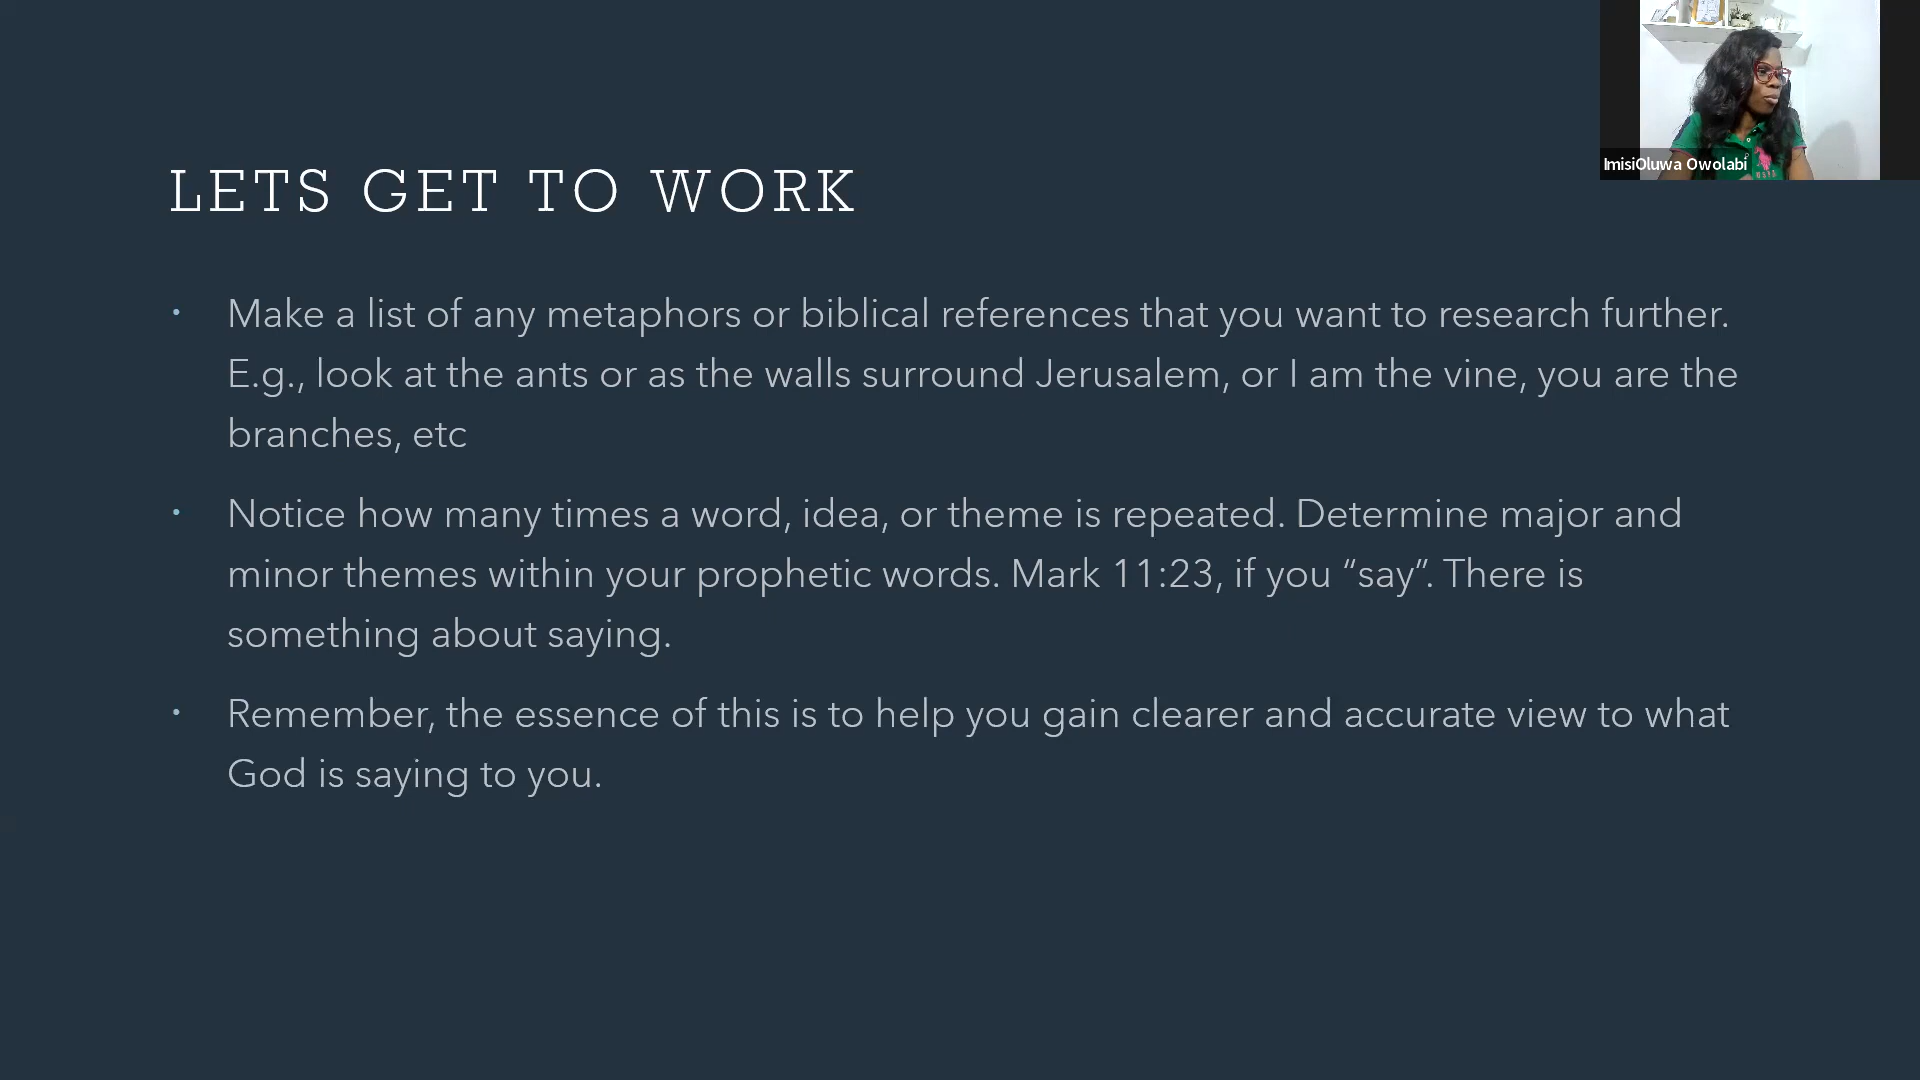 LETS GET TO WORK
• Make a list of any metaphors or biblical references that you want to research further.
E.g., look at the ants or as the walls surround Jerusalem, or I am the vine, you are the
branches, etc
• Notice how many times a word, idea, or theme is repeated. Determine major and
minor themes within your prophetic words. Mark 11:23, if you “say”. There is
something about saying.
• Remember, the essence of this is to help you gain clearer and accurate view to what
God is saying to you.
ImisiOluwa Owolabi